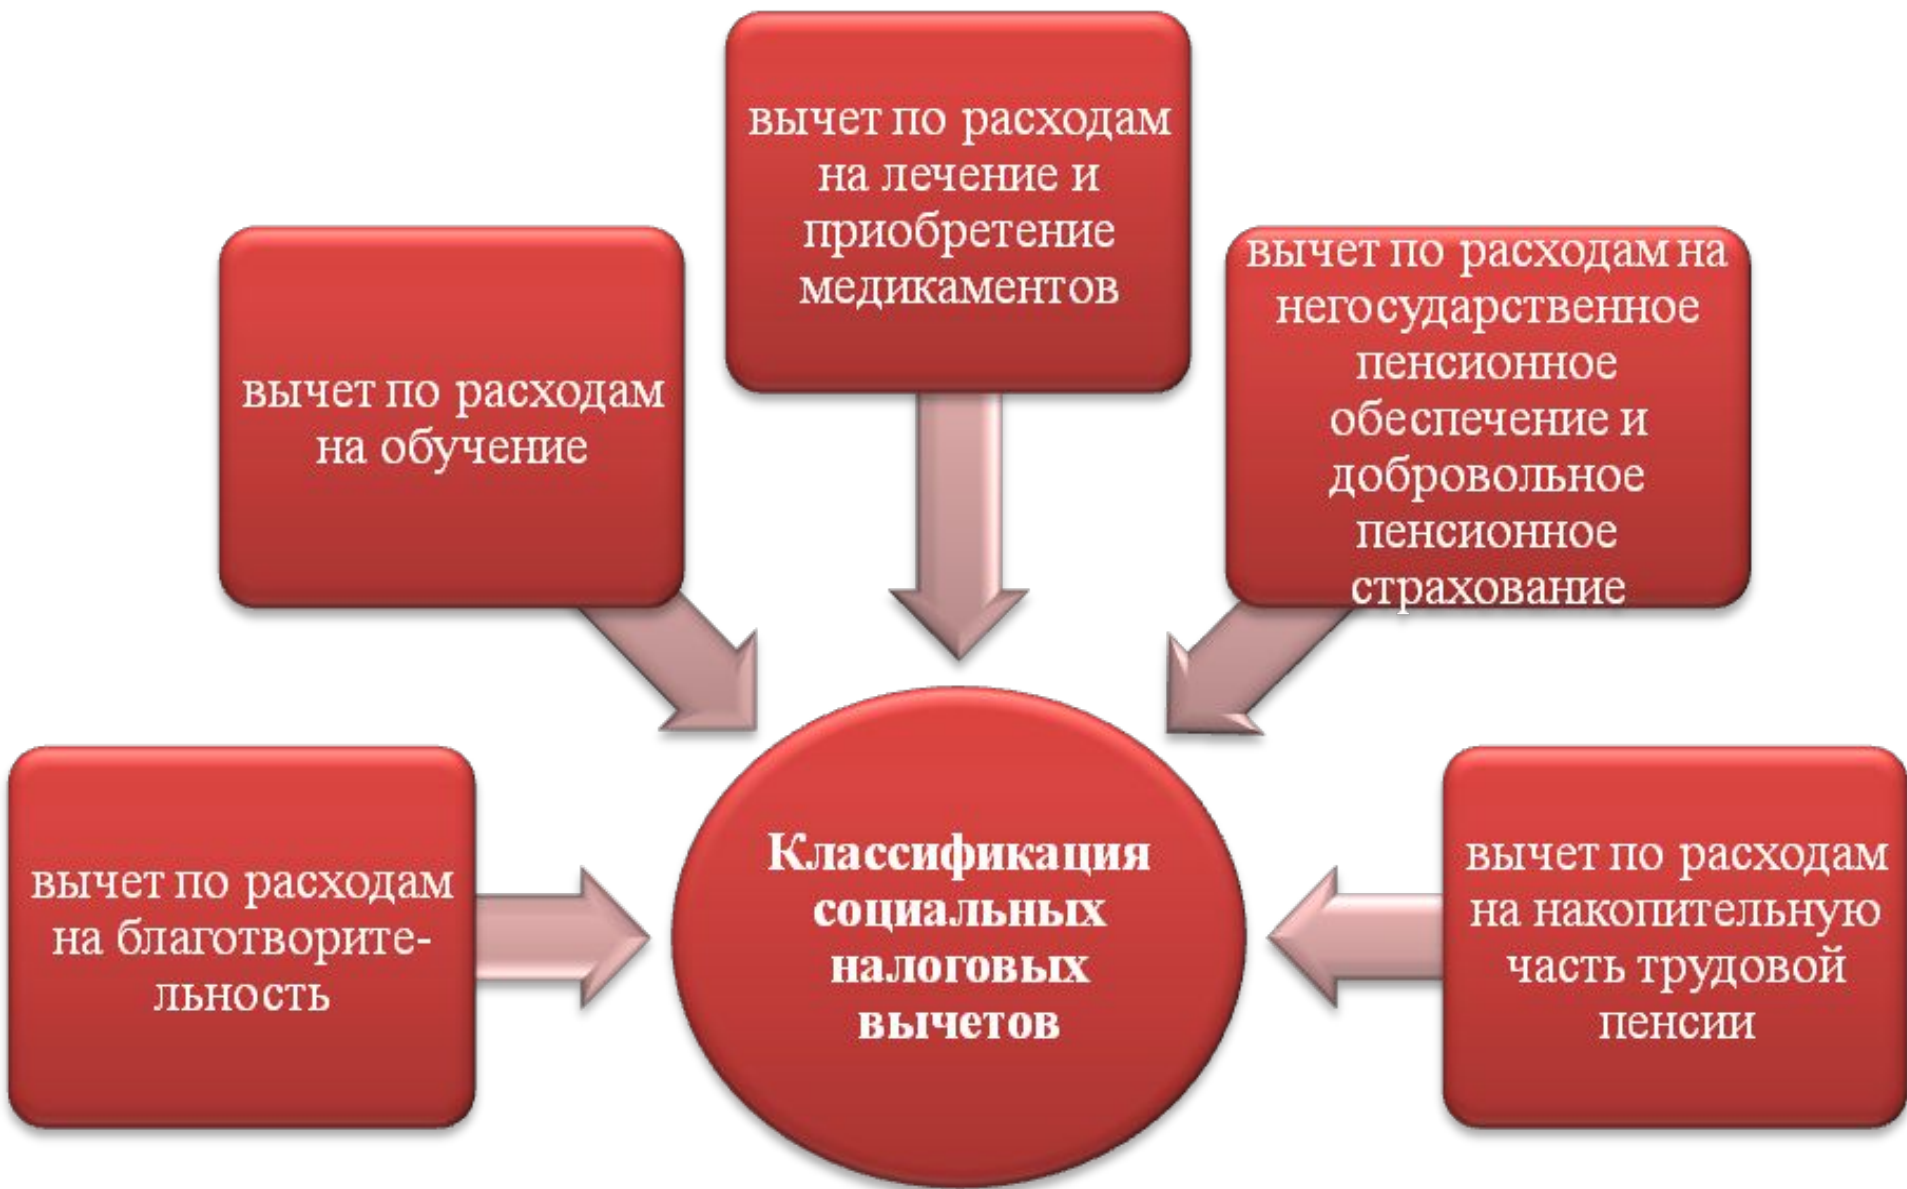 вычет по расходам
на благотворите-
льность
вычет по расходам
на обучение
вычет по расходам
на лечение и
приобретение
медикаментов
вычет по расходам на
негосударственное
пенсионное
обеспечение и
добровольное
пенсионное
страхование
вычет по расходам
на накопительную
часть трудовой
пенсии
Классификация
социальных
налоговых
вычетов